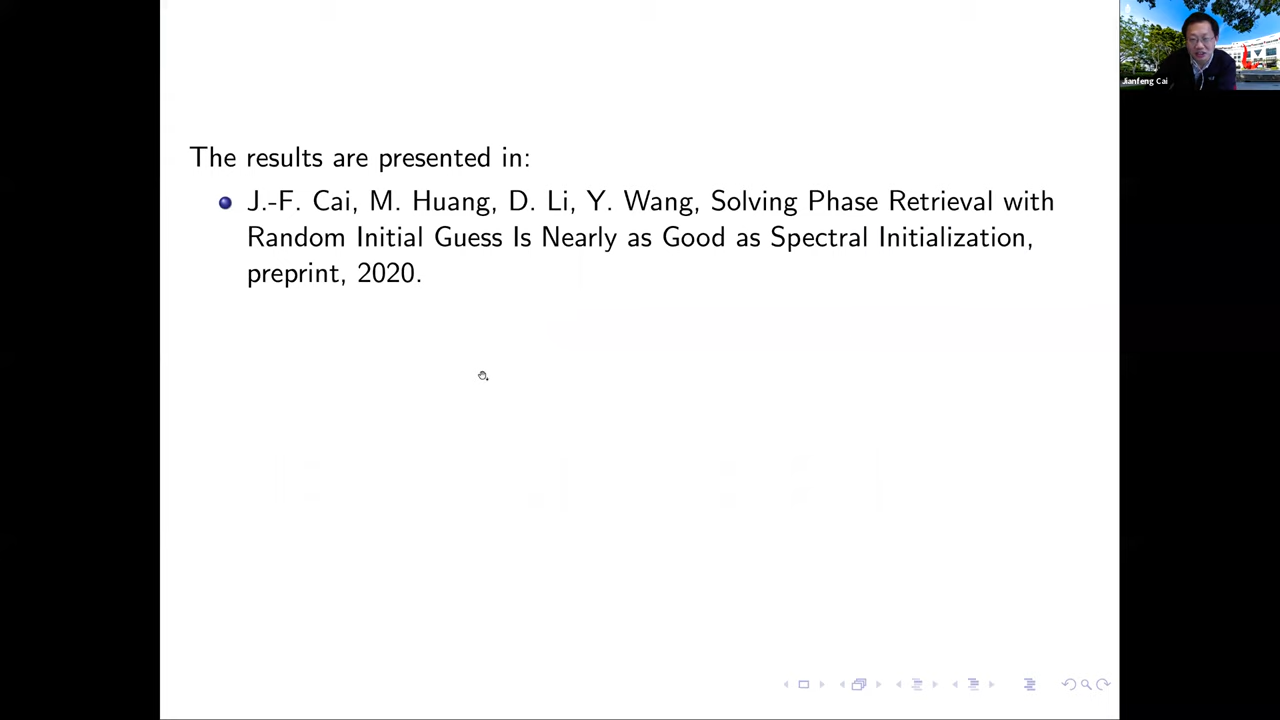 Jianfeng Cai
The results are presented in:
J.-F. Cai, M. Huang, D. Li, Y. Wang, Solving Phase Retrieval with
Random Initial Guess Is Nearly as Good as Spectral Initialization,
preprint, 2020.